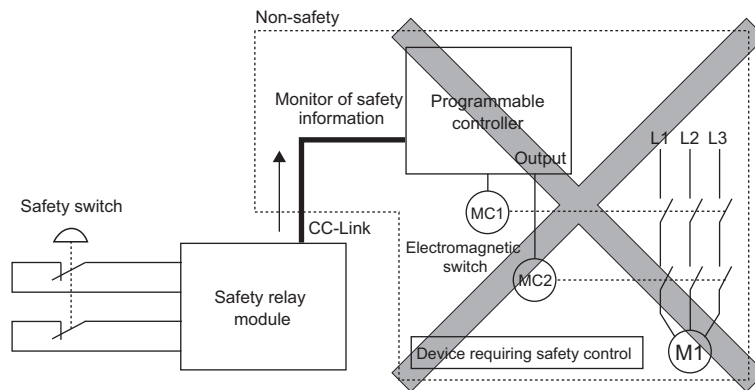 Non-safety
Monitor of safety
information
Programmable
controller
Output
L1 L2 L3
MC1
Safety switch
CC-Link
Electromagnetic
switch
MC2
Safety relay
module
Device requiring safety control
M1